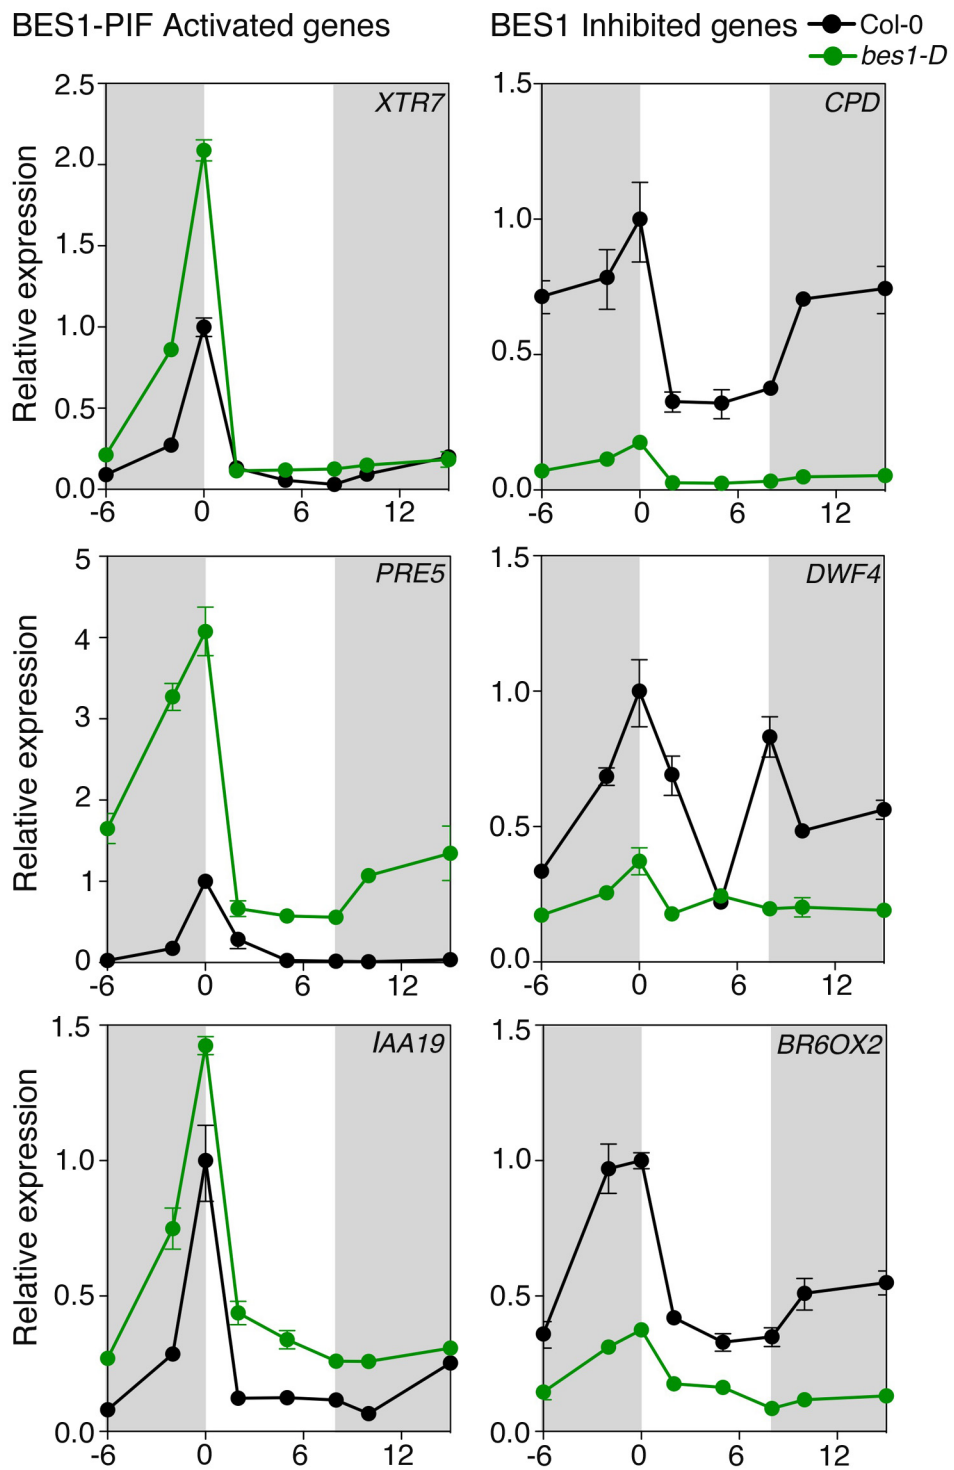 BES1-PIF Activated genes
BES1 Inhibited genes
Col-0
bes1-D
XTR7
Relative expression
2.5
2.0
1.5
1.0
0.5
0.0
-6 0 6 12
CPD
1.5
1.0
0.5
0.0
-6 0 6 12
PRE5
Relative expression
5
4
3
2
1
0
-6 0 6 12
DWF4
1.5
1.0
0.5
0.0
-6 0 6 12
IAA19
Relative expression
1.5
1.0
0.5
0.0
-6 0 6 12
BR6OX2
1.5
1.0
0.5
0.0
-6 0 6 12